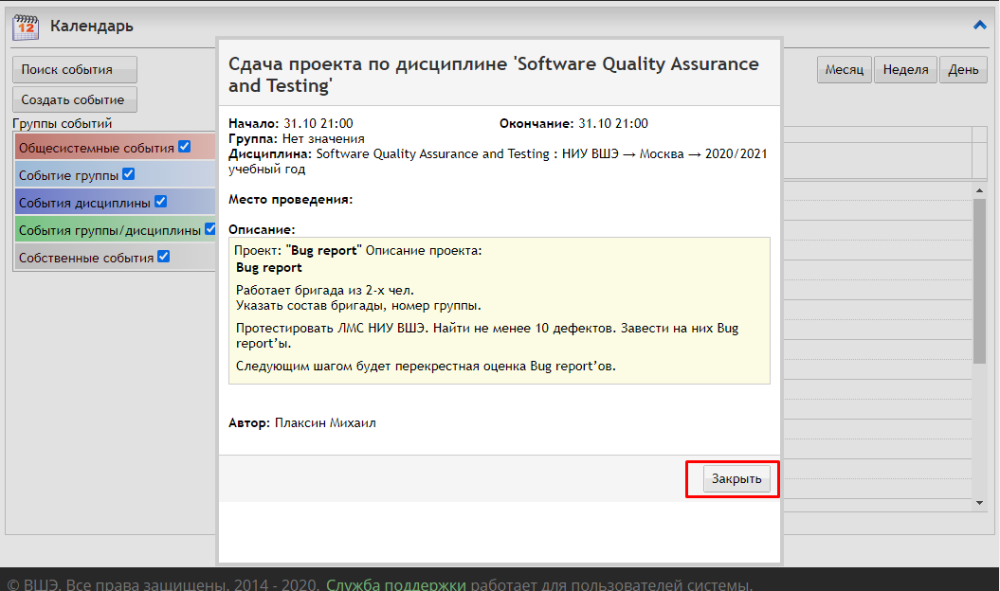 12
Календарь
Поиск события
Создать событие
Группы событий
Общесистемные события
Событие группы
События дисциплины
События группы/дисциплины
Собственные события
Месяц
Неделя
День
Сдача проекта по дисциплине 'Software Quality Assurance
and Testing'
Начало: 31.10 21:00 Окончание: 31.10 21:00
Группа: Нет значения
Дисциплина: Software Quality Assurance and Testing : НИУ ВШЭ → Москва → 2020/2021
учебный год
Место проведения:
Описание:
Проект: "Bug report" Описание проекта:
Bug report
Работает бригада из 2-х чел.
Указать состав бригады, номер группы.
Протестировать ЛМС НИУ ВШЭ. Найти не менее 10 дефектов. Завести на них Bug
report’ы.
Следующим шагом будет перекрестная оценка Bug report’ов.
Автор: Плаксин Михаил
Закрыть
© ВШЭ. Все права защищены. 2014 - 2020. Служба поддержки работает для пользователей системы.